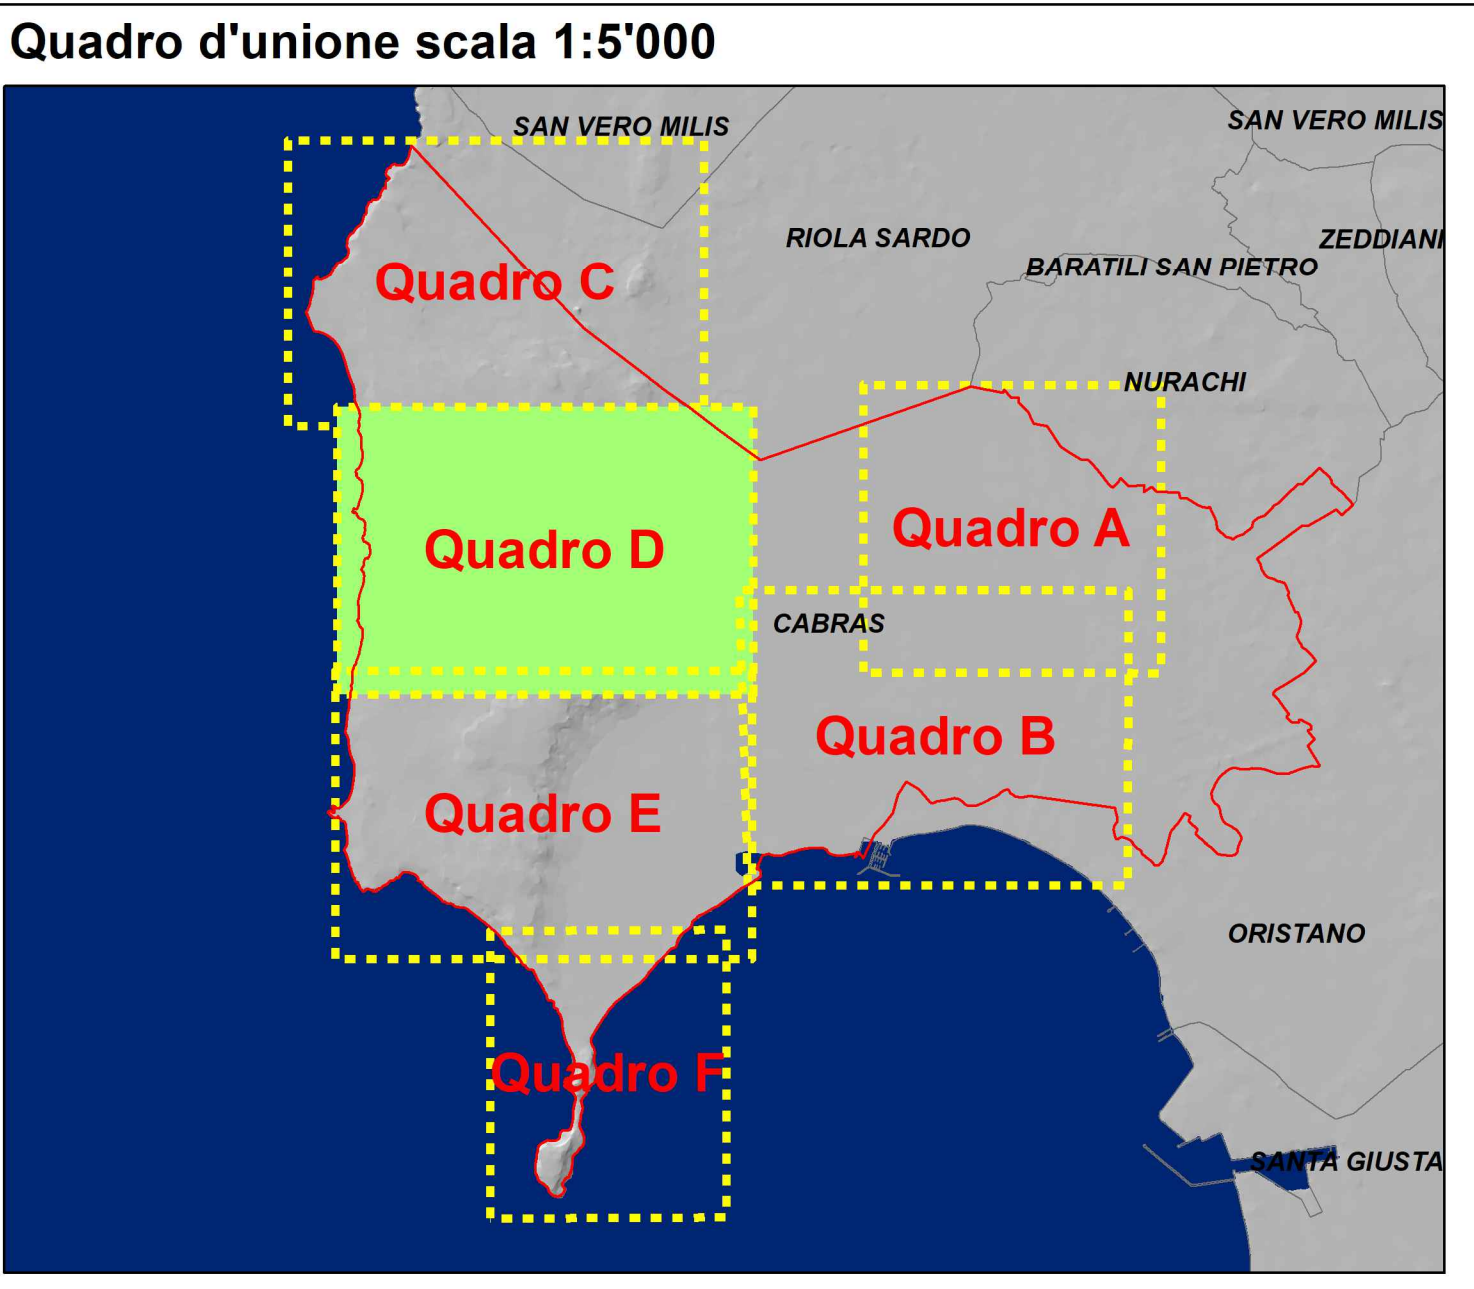 Quadro d'unione scala 1:5'000
SAN VERO MILIS
SAN VERO MILIS
RIOLA SARDO
ZEDDIANI
BARATILI SAN PIETRO
Quadro C
NURACHI
Quadro A
Quadro D
CABRAS
Quadro B
Quadro E
ORISTANO
Quadro F
SANTA GIUSTA